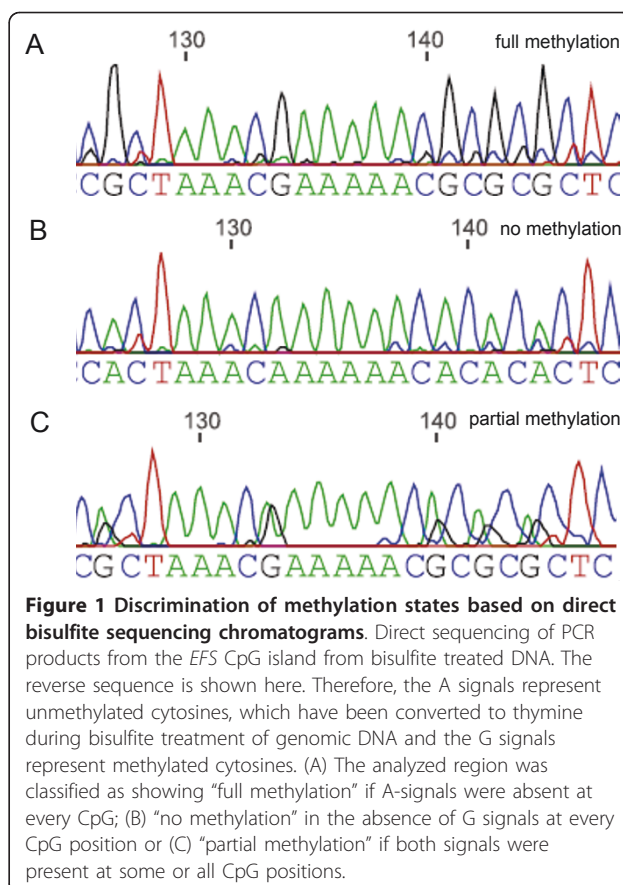 A 130 140 full methylation
CGCTAAACGAAAAACGCGCGCTC
B 130 140 no methylation
CACTAAACAAAAAACACACACTC
C 130 140 partial methylation
CGCTAAACGAAAAACGCGCGCTC
Figure 1 Discrimination of methylation states based on direct
bisulfite sequencing chromatograms. Direct sequencing of PCR
products from the EFS CpG island from bisulfite treated DNA. The
reverse sequence is shown here. Therefore, the A signals represent
unmethylated cytosines, which have been converted to thymine
during bisulfite treatment of genomic DNA and the G signals
represent methylated cytosines. (A) The analyzed region was
classified as showing “full methylation” if A-signals were absent at
every CpG; (B) “no methylation” in the absence of G signals at every
CpG position or (C) “partial methylation” if both signals were
present at some or all CpG positions.